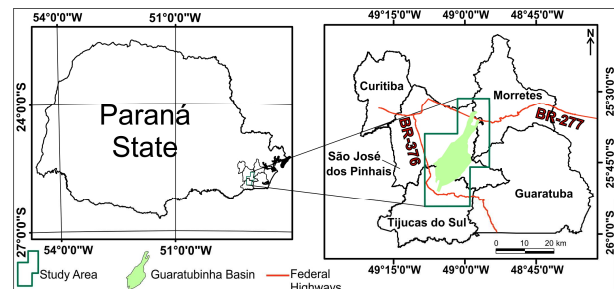 54°0'0"W 51°0'0"W
24°0'0"S
27°0'0"S
Paraná
State
54°0'0"W 51°0'0"W
49°15'0"W 49°0'0"W 48°45'0"W
N
Curitiba
Morretes
BR-277
BR-376
São José
dos Pinhais
Guaratuba
Tijucas do Sul
25°30'0"S
25°45'0"S
26°0'0"S
0 10 20 km
49°15'0"W 49°0'0"W 48°45'0"W
Study Area Guaratubinha Basin Federal
Highways